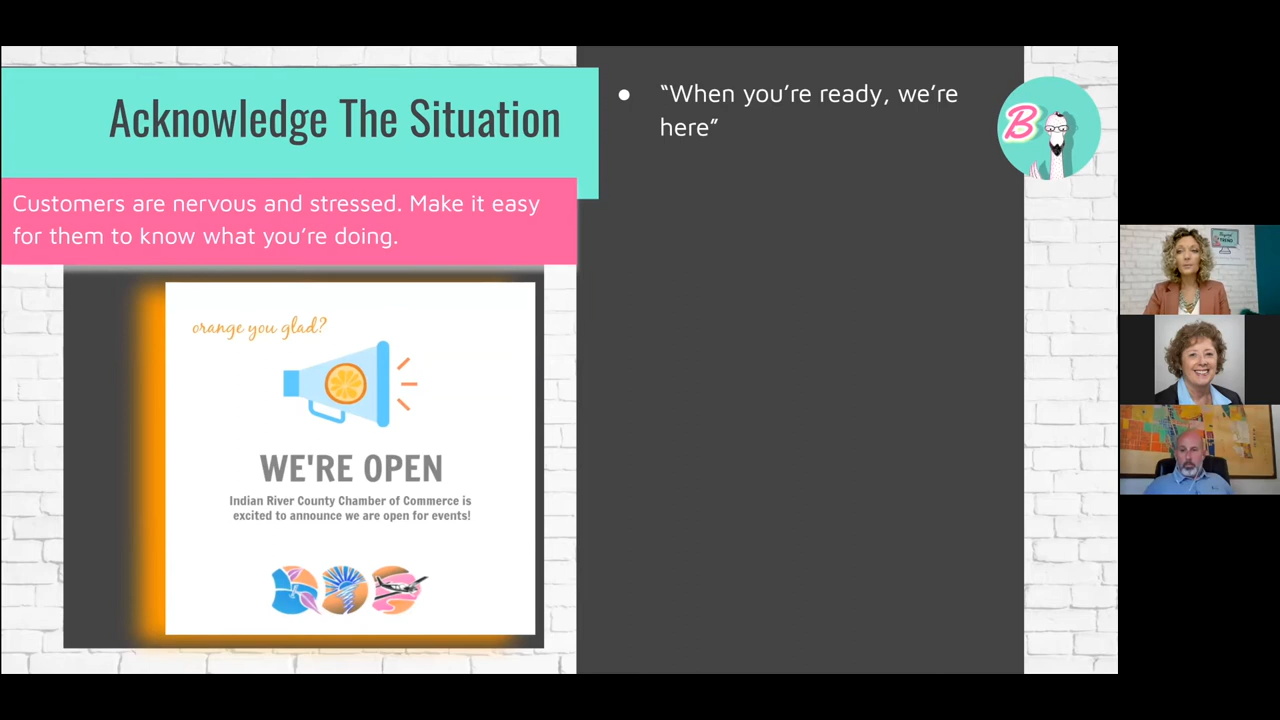 Acknowledge The Situation
Customers are nervous and stressed. Make it easy
for them to know what you're doing.
orange you glad?
WE'RE OPEN
Indian River County Chamber of Commerce is
excited to announce we are open for events!
● “When you’re ready, we’re
here”
B
TREND